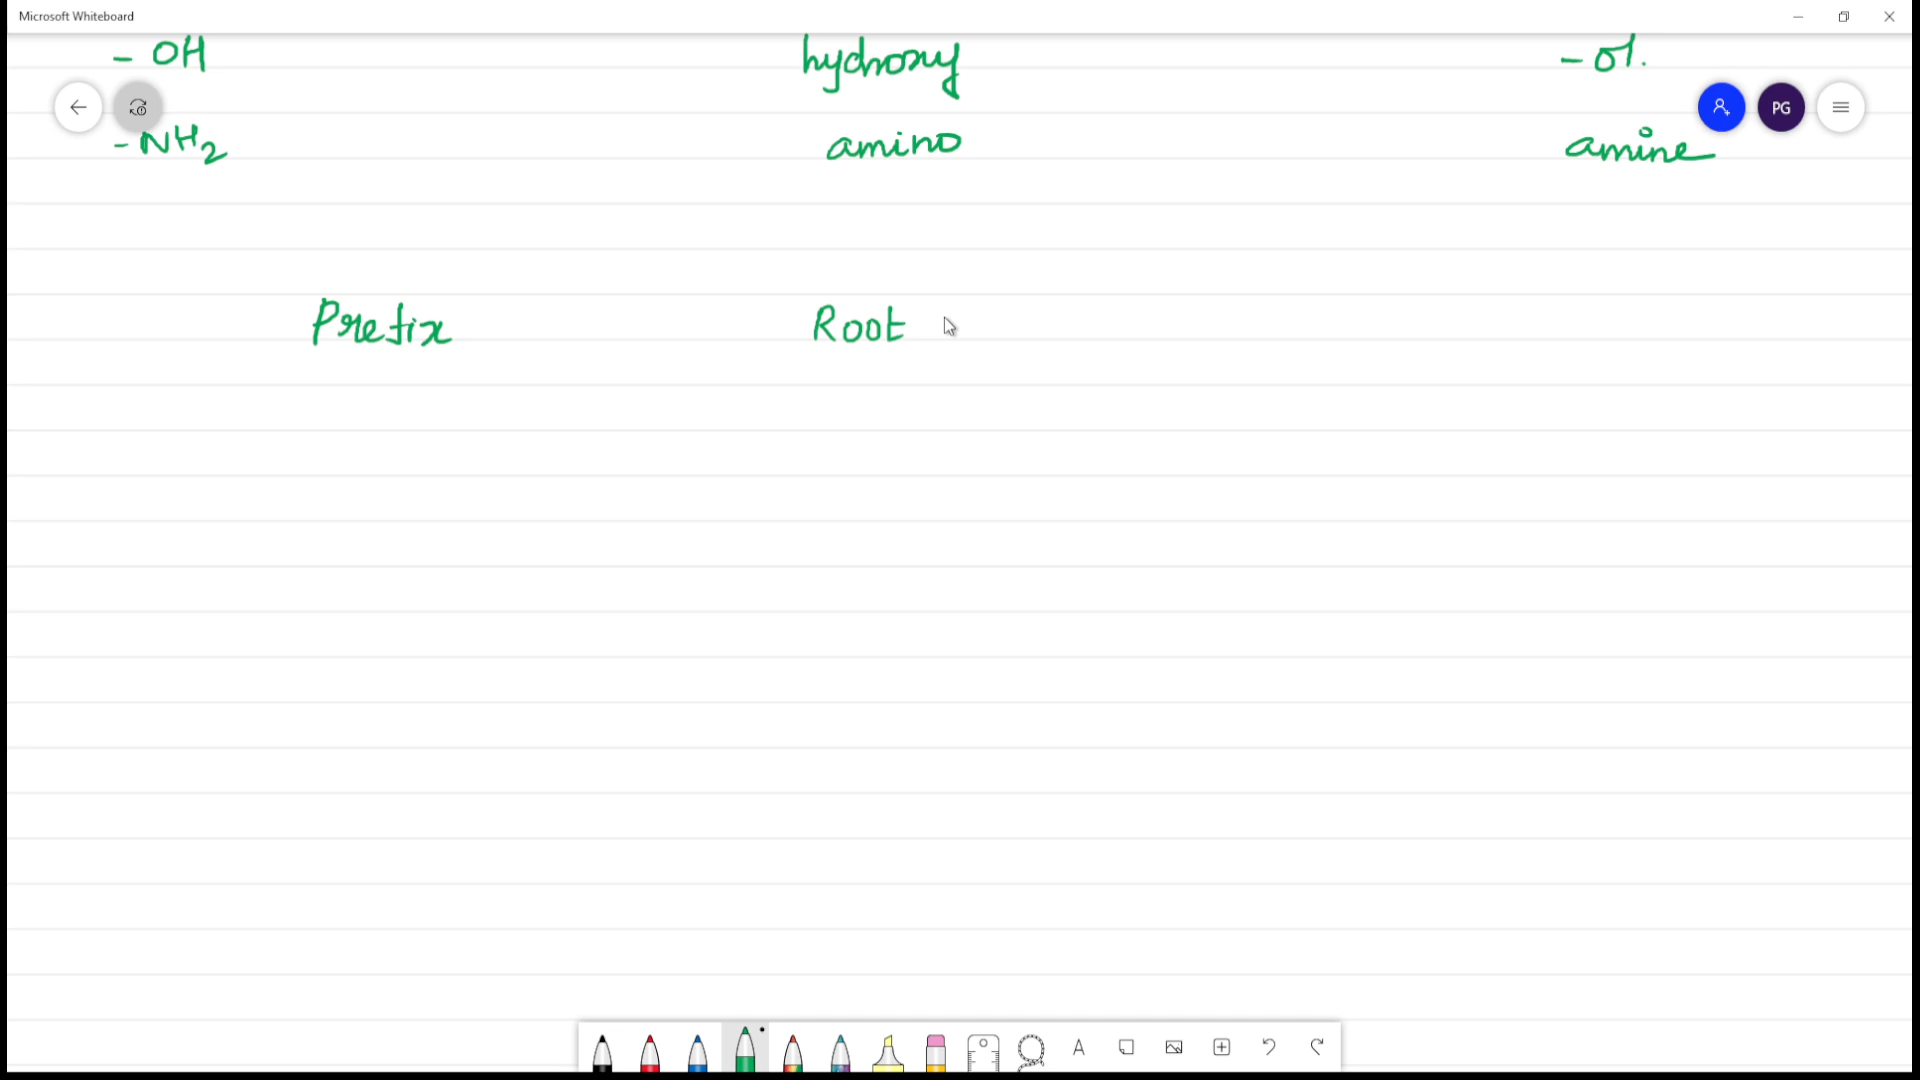 Microsoft Whiteboard
- OH hydroxy - ol.
PG
- NH2 amino amine
Prefix Root
A